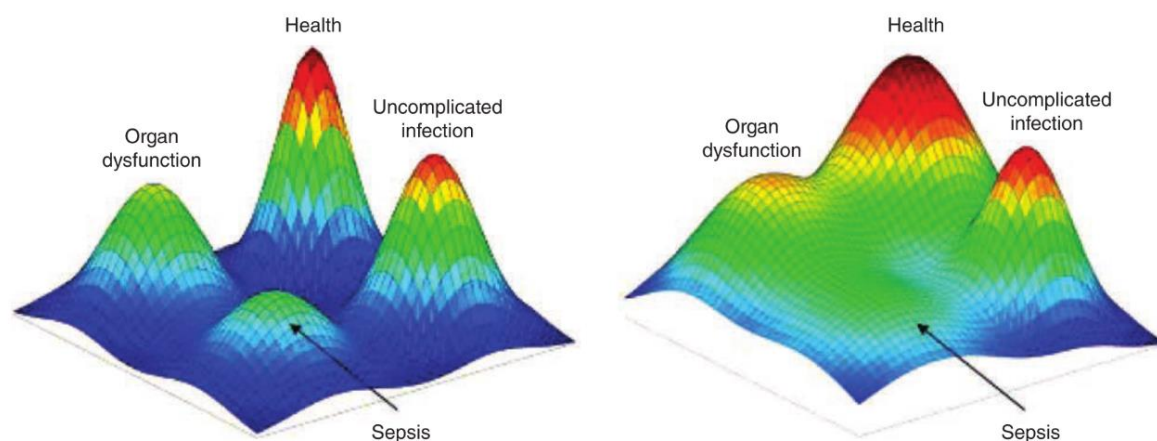 Health
Uncomplicated
infection
Organ
dysfunction
Sepsis
Health
Uncomplicated
infection
Organ
dysfunction
Sepsis